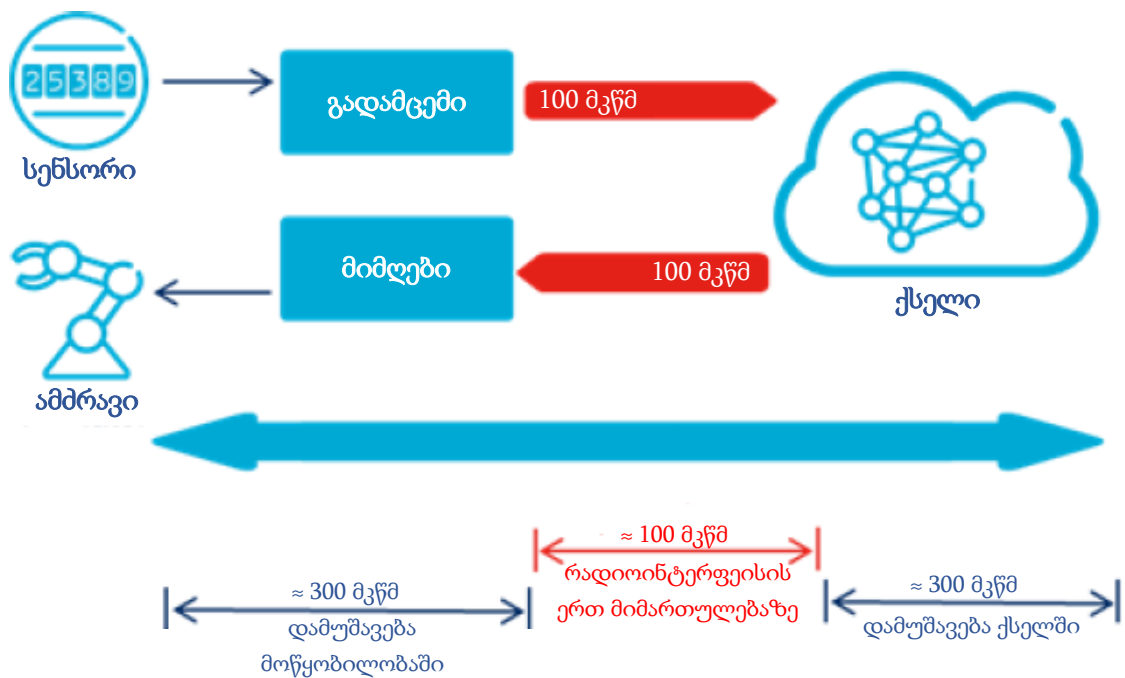 25389
სენსორი
გადამცემი
100 მკწმ
მიმღები
100 მკწმ
ქსელი
ამძრავი
≈ 300 მკწმ
დამუშავება
მოწყობილობაში
≈ 100 მკწმ
რადიოინტერფეისის
ერთ მიმართულებაზე
≈ 300 მკწმ
დამუშავება ქსელში